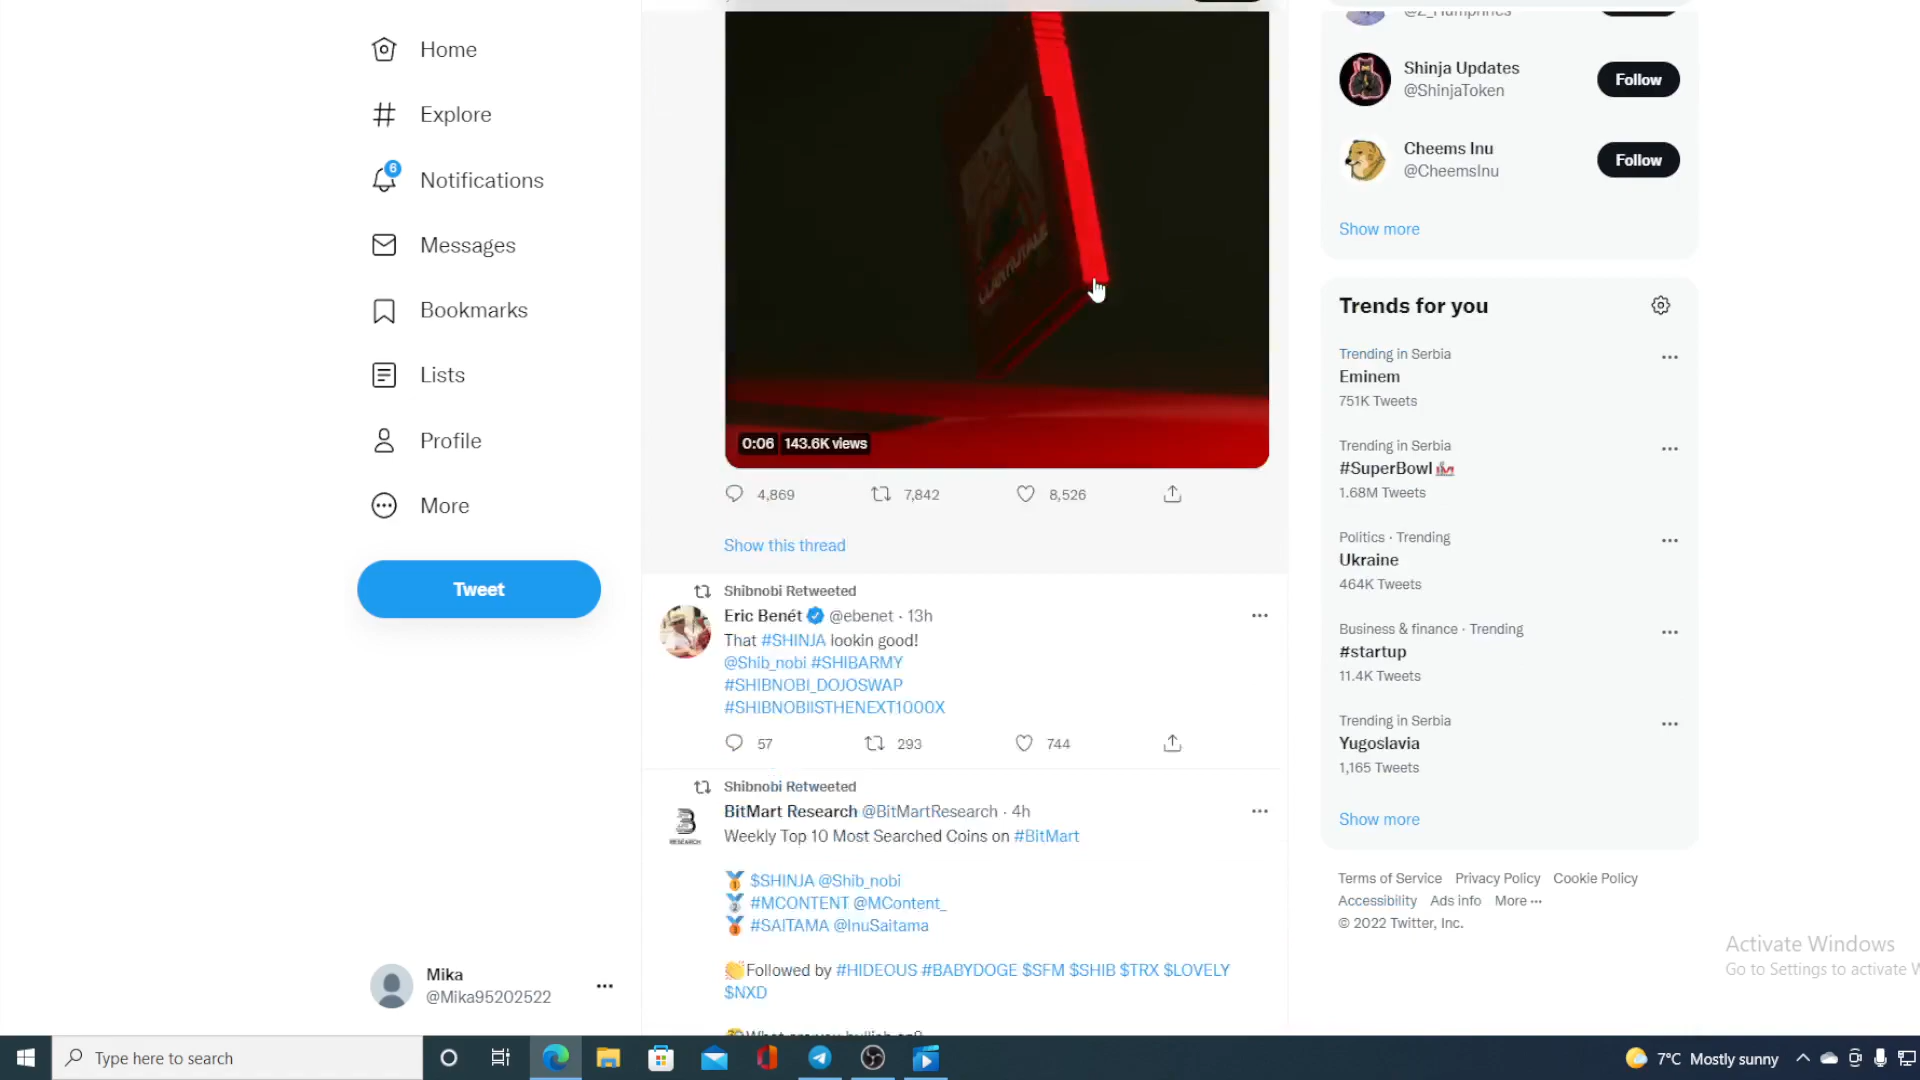 Home
Explore
6
Notifications
Messages
Bookmarks
Lists
Profile
More
Tweet
Mika
@Mika95202522
0:06 143.6K views
4,869 7,842 8,526
Show this thread
Shibnobi Retweeted
Eric Benét @ebenet · 13h
That #SHINJA lookin good!
@Shib_nobi #SHIBARMY
#SHIBNOBI_DOJOSWAP
#SHIBNOBIISTHENEXT1000X
57 293 744
Shibnobi Retweeted
BitMart Research @BitMartResearch · 4h
Weekly Top 10 Most Searched Coins on #BitMart
$SHINJA @Shib_nobi
#MCONTENT @MContent_
#SAITAMA @InuSaitama
Followed by #HIDEOUS #BABYDOGE $SFM $SHIB $TRX $LOVELY
$NXD
RESEARCH
Shinja Updates
@ShinjaToken
Follow
Cheems Inu
@CheemsInu
Follow
Show more
Trends for you
Trending in Serbia
Eminem
751K Tweets
Trending in Serbia
#SuperBowl
1.68M Tweets
Politics · Trending
Ukraine
464K Tweets
Business & finance · Trending
#startup
11.4K Tweets
Trending in Serbia
Yugoslavia
1,165 Tweets
Show more
Terms of Service Privacy Policy Cookie Policy
Accessibility Ads info More ···
© 2022 Twitter, Inc.
Activate Windows
Go to Settings to activate W
Type here to search
7°C Mostly sunny